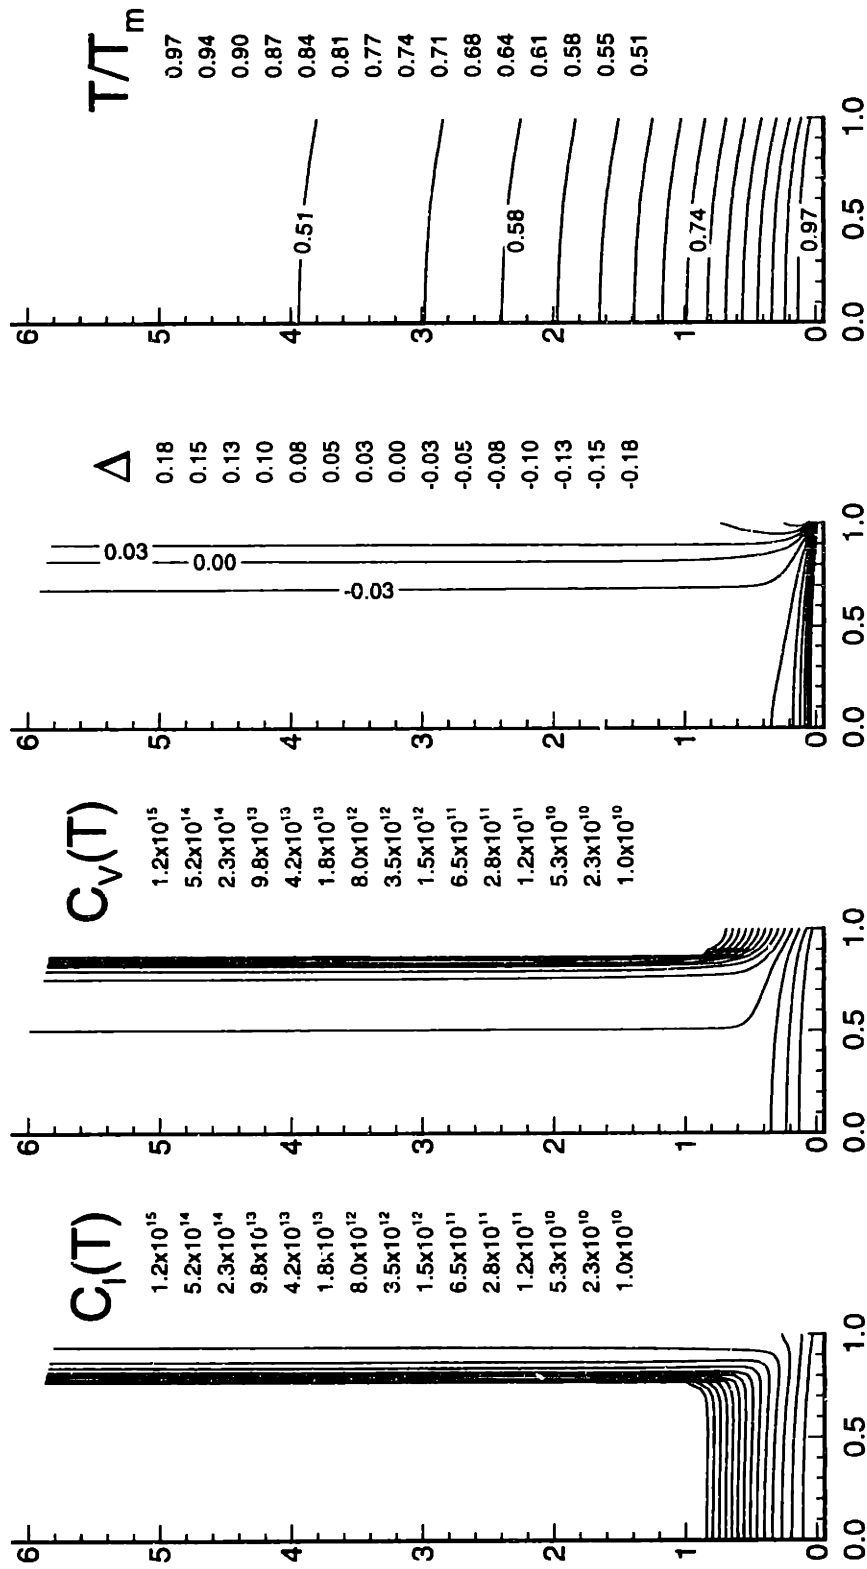 C_I(T)
1.2x10^15
5.2x10^14
2.3x10^14
9.8x10^13
4.2x10^13
1.8x10^13
8.0x10^12
3.5x10^12
1.5x10^12
6.5x10^11
2.8x10^11
1.2x10^11
5.3x10^10
2.3x10^10
1.0x10^10
6
5
4
3
2
1
0
0.0 0.5 1.0
C_V(T)
1.2x10^15
5.2x10^14
2.3x10^14
9.8x10^13
4.2x10^13
1.8x10^13
8.0x10^12
3.5x10^12
1.5x10^12
6.5x10^11
2.8x10^11
1.2x10^11
5.3x10^10
2.3x10^10
1.0x10^10
6
5
4
3
2
1
0
0.0 0.5 1.0
Δ
0.18
0.15
0.13
0.10
0.08
0.05
0.03
0.00
-0.03
-0.05
-0.08
-0.10
-0.13
-0.15
-0.18
0.03
0.00
-0.03
6
5
4
3
2
1
0
0.0 0.5 1.0
T/T_m
0.97
0.94
0.90
0.87
0.84
0.81
0.77
0.74
0.71
0.68
0.64
0.61
0.58
0.55
0.51
0.51
0.58
0.74
0.97
6
5
4
3
2
1
0
0.0 0.5 1.0